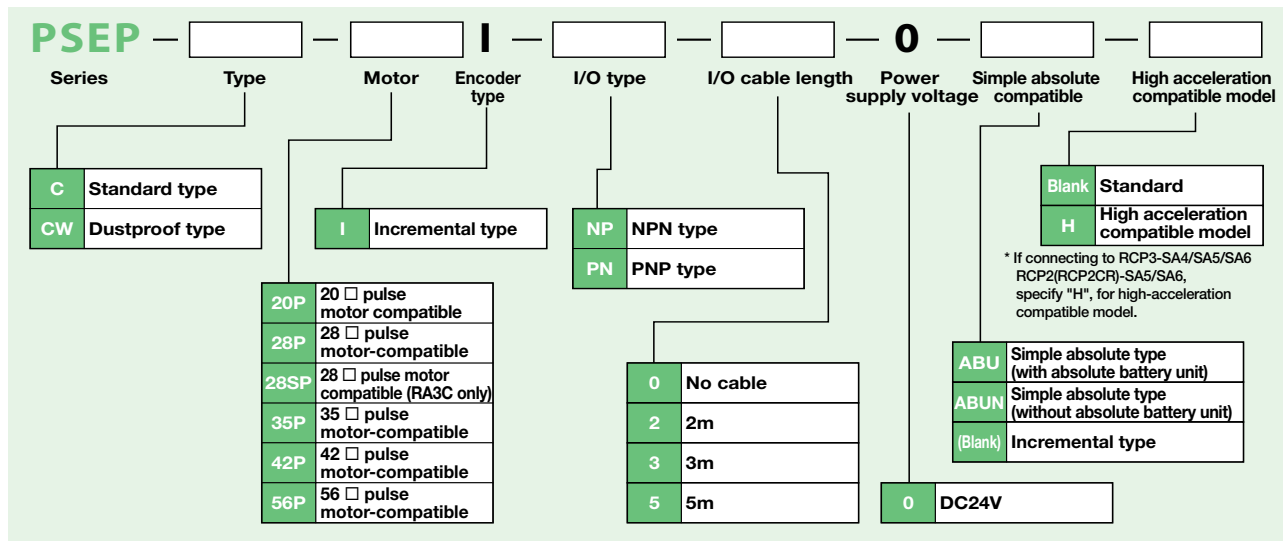 PSEP — — I — — — 0 — —
Series Type Motor Encoder type I/O type I/O cable length Power supply voltage Simple absolute compatible High acceleration compatible model
C Standard type
CW Dustproof type
20P 20 □ pulse
motor compatible
28P 28 □ pulse
motor-compatible
28SP 28 □ pulse motor
compatible (RA3C only)
35P 35 □ pulse
motor-compatible
42P 42 □ pulse
motor-compatible
56P 56 □ pulse
motor-compatible
I Incremental type
NP NPN type
PN PNP type
0 No cable
2 2m
3 3m
5 5m
0 DC24V
ABU Simple absolute type
(with absolute battery unit)
ABUN Simple absolute type
(without absolute battery unit)
(Blank) Incremental type
Blank Standard
H High acceleration
compatible model
* If connecting to RCP3-SA4/SA5/SA6
RCP2(RCP2CR)-SA5/SA6,
specify "H", for high-acceleration
compatible model.